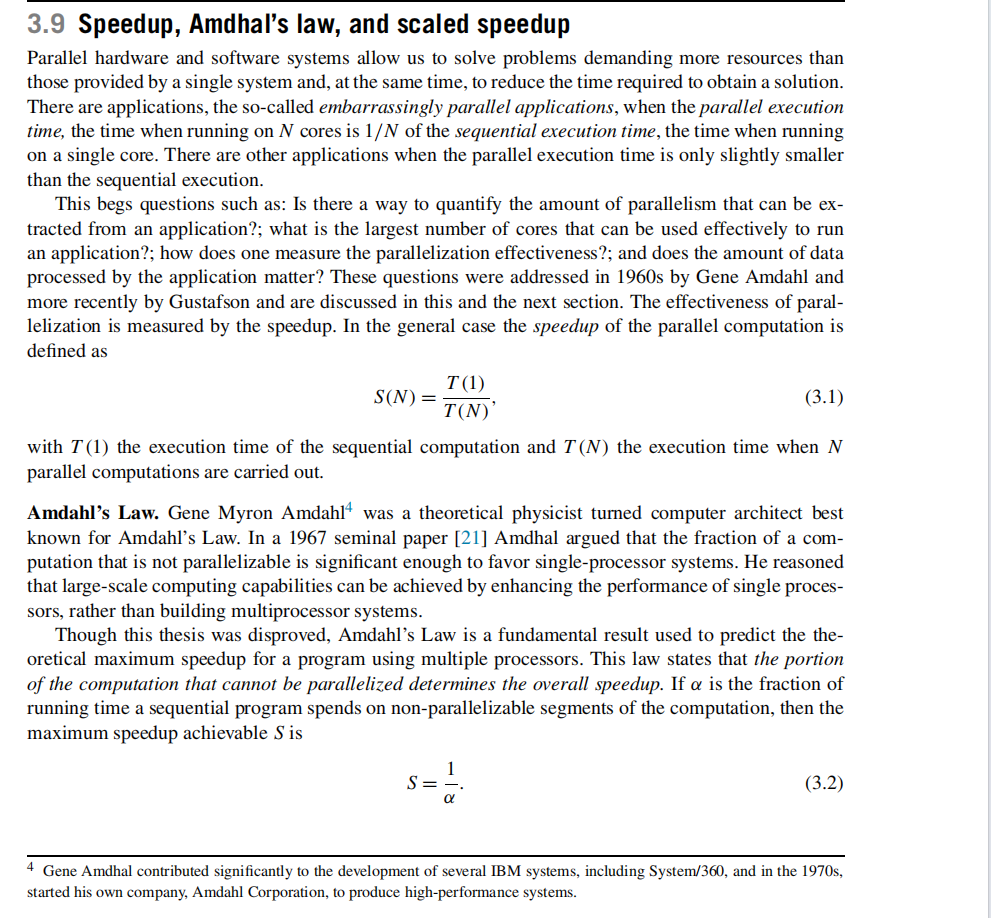 3.9 Speedup, Amdhal's law, and scaled speedup
Parallel hardware and software systems allow us to solve problems demanding more resources than
those provided by a single system and, at the same time, to reduce the time required to obtain a solution.
There are applications, the so-called embarrassingly parallel applications, when the parallel execution
time, the time when running on N cores is 1/N of the sequential execution time, the time when running
on a single core. There are other applications when the parallel execution time is only slightly smaller
than the sequential execution.
This begs questions such as: Is there a way to quantify the amount of parallelism that can be ex-
tracted from an application?; what is the largest number of cores that can be used effectively to run
an application?; how does one measure the parallelization effectiveness?; and does the amount of data
processed by the application matter? These questions were addressed in 1960s by Gene Amdahl and
more recently by Gustafson and are discussed in this and the next section. The effectiveness of paral-
lelization is measured by the speedup. In the general case the speedup of the parallel computation is
defined as
S(N) = T(1) / T(N), (3.1)
with T(1) the execution time of the sequential computation and T(N) the execution time when N
parallel computations are carried out.
Amdahl's Law. Gene Myron Amdahl4 was a theoretical physicist turned computer architect best
known for Amdahl's Law. In a 1967 seminal paper [21] Amdhal argued that the fraction of a com-
putation that is not parallelizable is significant enough to favor single-processor systems. He reasoned
that large-scale computing capabilities can be achieved by enhancing the performance of single proces-
sors, rather than building multiprocessor systems.
Though this thesis was disproved, Amdahl's Law is a fundamental result used to predict the the-
oretical maximum speedup for a program using multiple processors. This law states that the portion
of the computation that cannot be parallelized determines the overall speedup. If α is the fraction of
running time a sequential program spends on non-parallelizable segments of the computation, then the
maximum speedup achievable S is
S = 1 / α. (3.2)
4 Gene Amdhal contributed significantly to the development of several IBM systems, including System/360, and in the 1970s,
started his own company, Amdahl Corporation, to produce high-performance systems.